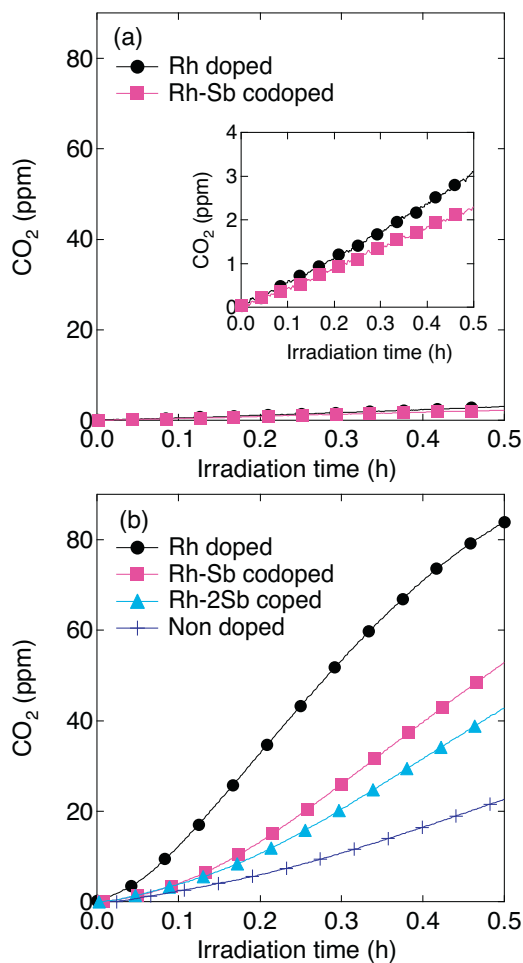 (a)
Rh doped
Rh-Sb codoped
80
60
40
20
0
CO2 (ppm)
4
3
2
1
0
CO2 (ppm)
0.0 0.1 0.2 0.3 0.4 0.5
Irradiation time (h)
0.0 0.1 0.2 0.3 0.4 0.5
Irradiation time (h)
(b)
Rh doped
Rh-Sb codoped
Rh-2Sb coped
Non doped
80
60
40
20
0
CO2 (ppm)
0.0 0.1 0.2 0.3 0.4 0.5
Irradiation time (h)